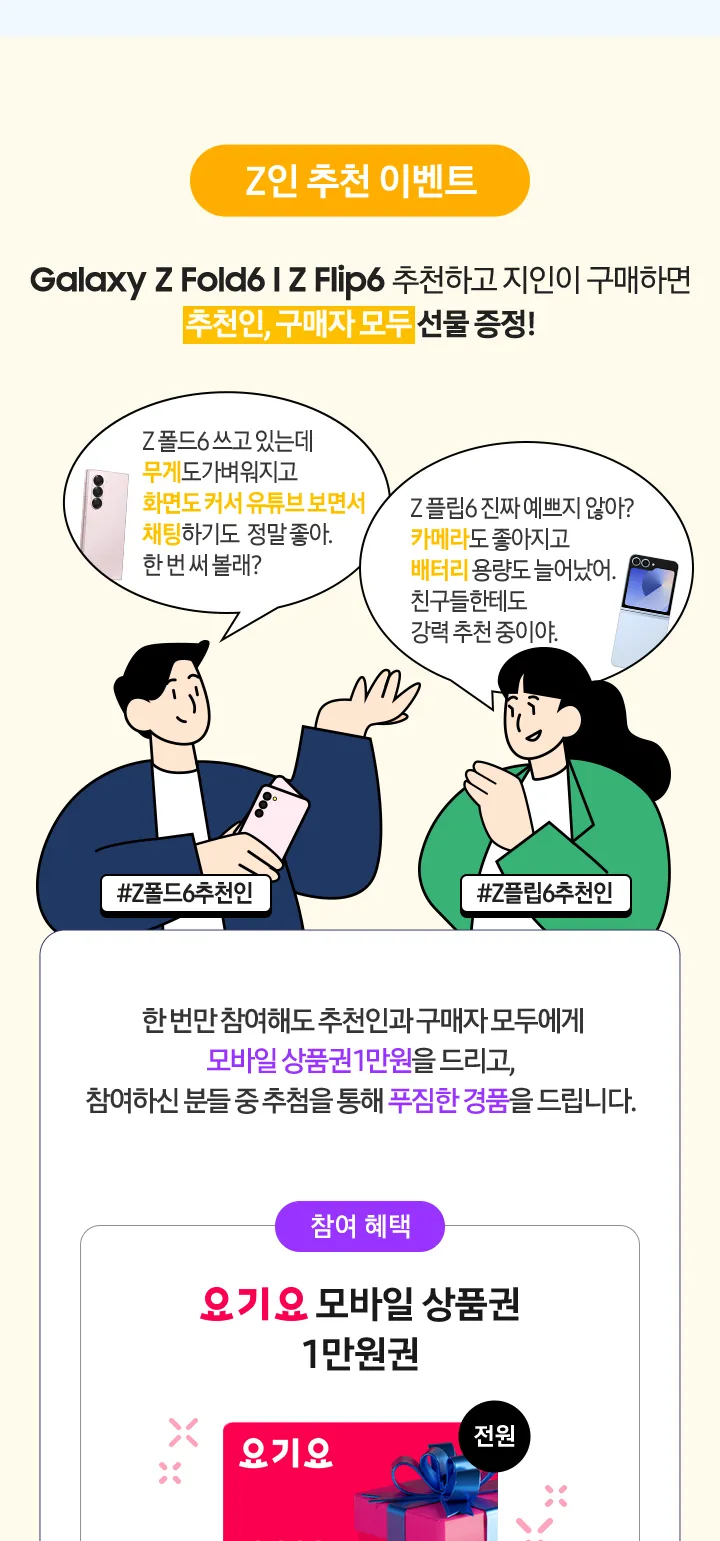 Z인 추천 이벤트
Galaxy Z Fold6 I Z Flip6 추천하고 지인이 구매하면
추천인, 구매자 모두 선물 증정!
Z 폴드6 쓰고 있는데
무게도가벼워지고
화면도 커서 유튜브 보면서
채팅하기도 정말 좋아.
한 번 써 볼래?
Z 플립6 진짜 예쁘지 않아?
카메라도 좋아지고
배터리 용량도 늘어났어.
친구들한테도
강력 추천 중이야.
#Z폴드6추천인
#Z플립6추천인
한 번만 참여해도 추천인과 구매자 모두에게
모바일 상품권1만원을 드리고,
참여하신 분들 중 추첨을 통해 푸짐한 경품을 드립니다.
참여 혜택
요기요 모바일 상품권
1만원권
전원
요기요